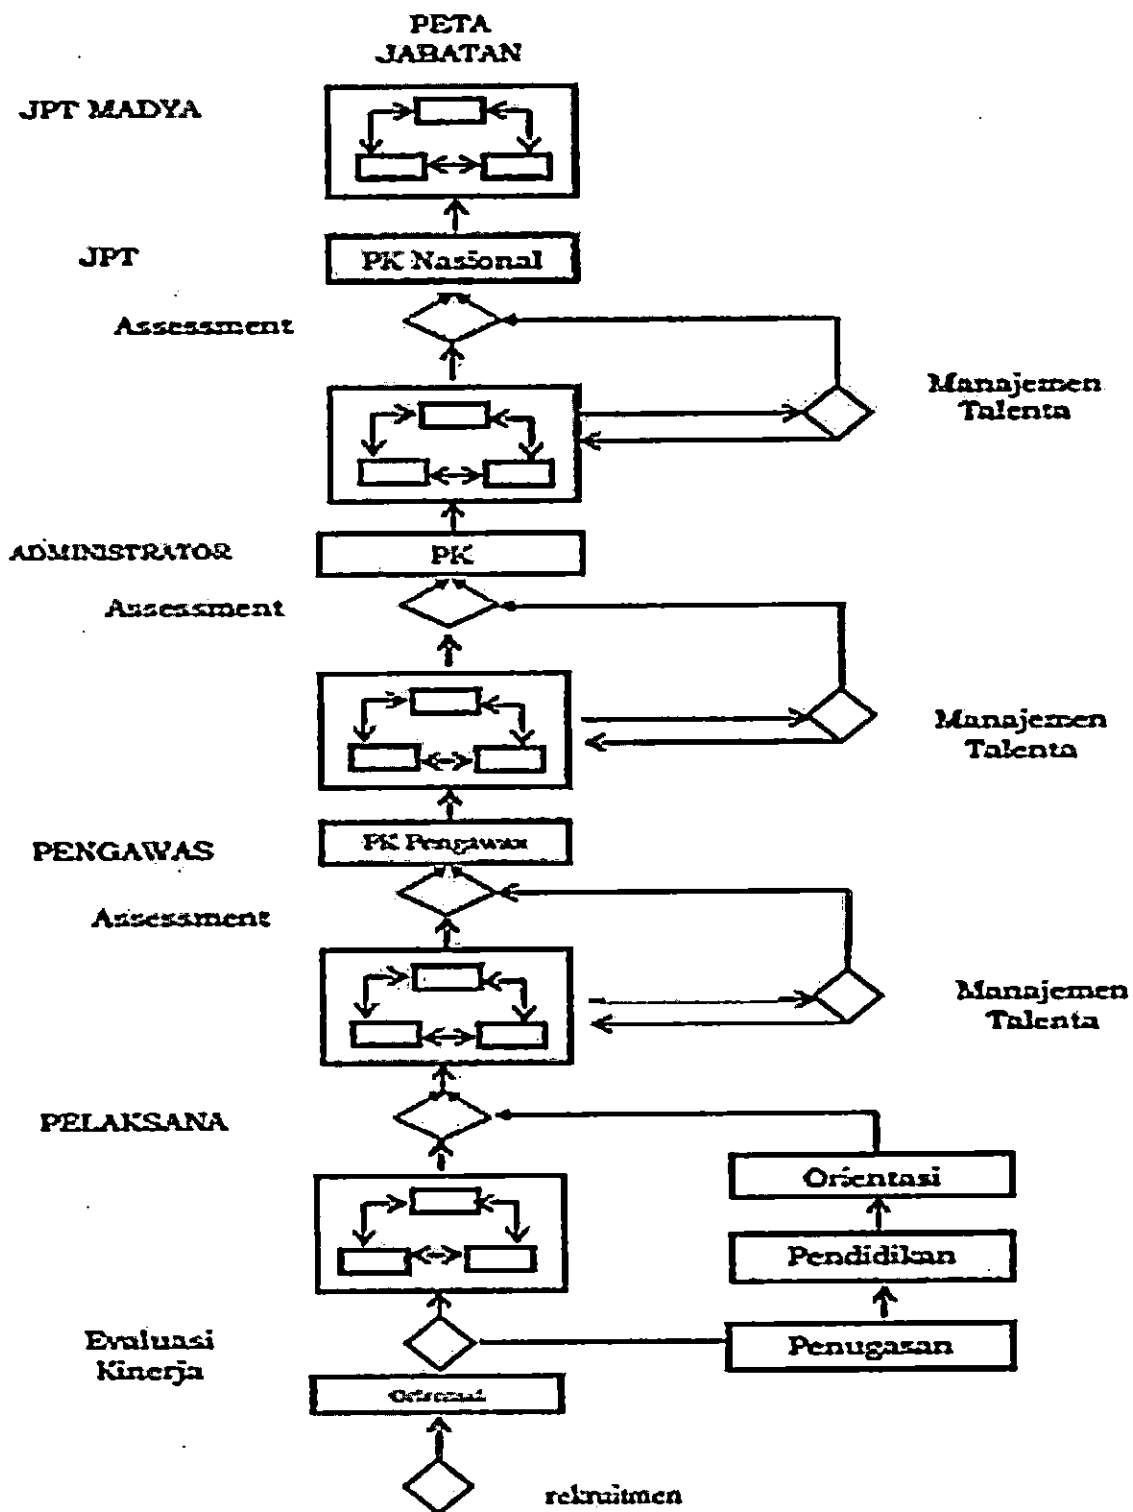 PETA
JABATAN
JPT MADYA
JPT
PK Nasional
Assessment
Manajemen
Talenta
ADMINISTRATOR
PK
Assessment
Manajemen
Talenta
PENGAWAS
PK Pengawas
Assessment
Manajemen
Talenta
PELAKSANA
Orientasi
Pendidikan
Evaluasi
Kinerja
Penugasan
rekruitmen